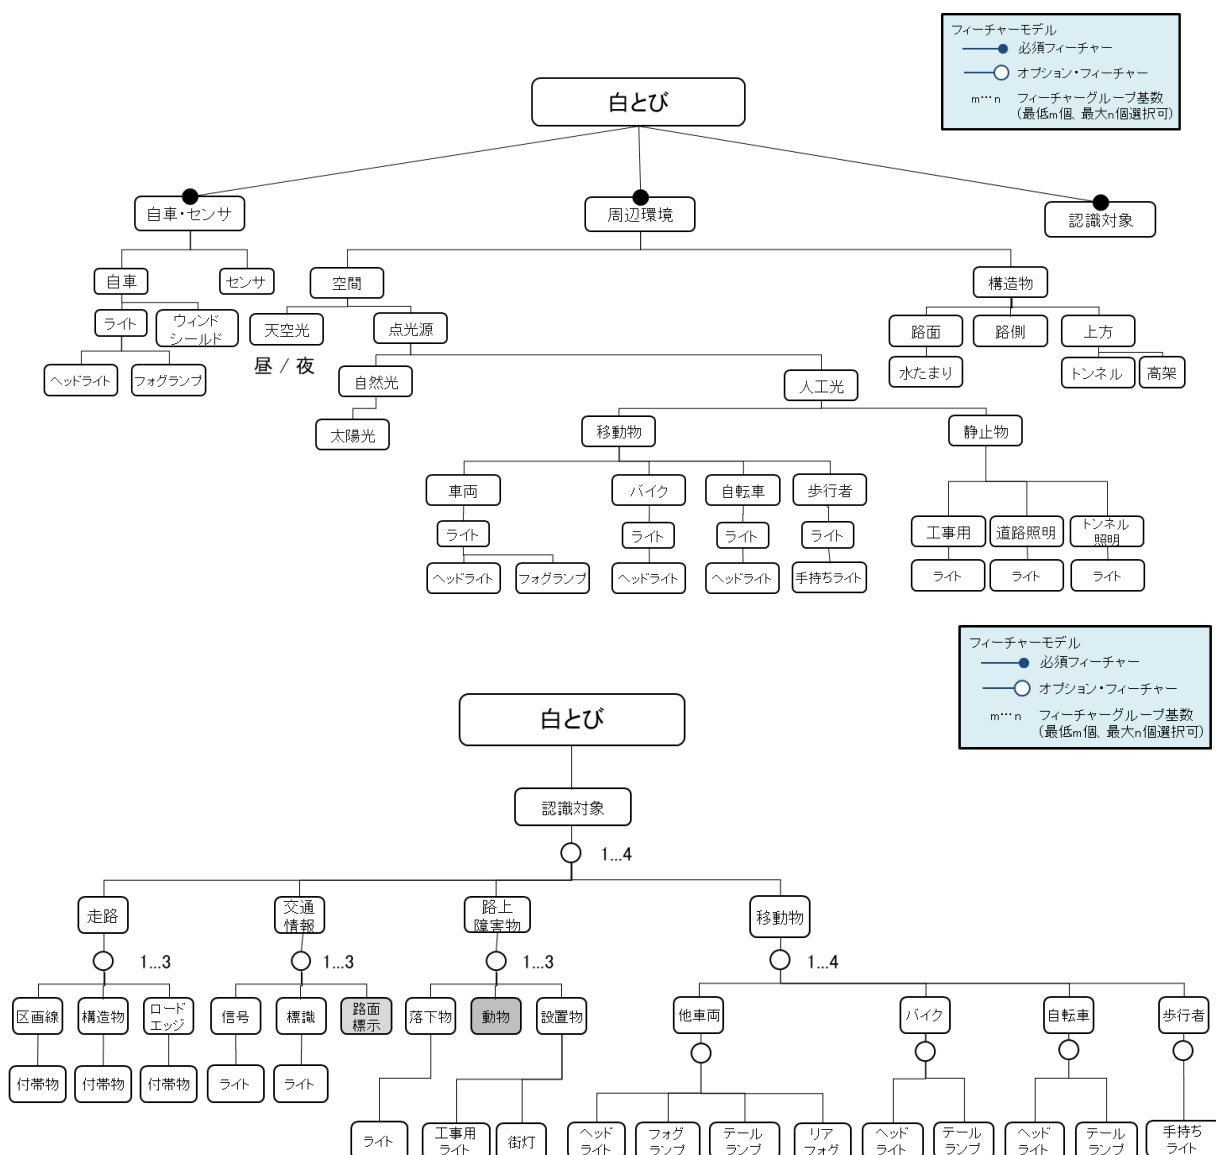 フィーチャーモデル
必須フィーチャー
オプション・フィーチャー
m…n フィーチャーグループ基数
(最低m個、最大n個選択可)
白とび
自車・センサ
周辺環境
認識対象
自車
センサ
空間
構造物
ライト
ウィンド
シールド
天空光
点光源
路面
路側
上方
昼 / 夜
ヘッドライト
フォグランプ
自然光
人工光
水たまり
トンネル
高架
太陽光
移動物
静止物
車両
バイク
自転車
歩行者
ライト
ライト
ライト
ライト
工事用
道路照明
トンネル
照明
ヘッドライト
フォグランプ
ヘッドライト
ヘッドライト
手持ちライト
ライト
ライト
ライト
フィーチャーモデル
必須フィーチャー
オプション・フィーチャー
m…n フィーチャーグループ基数
(最低m個、最大n個選択可)
白とび
認識対象
1...4
走路
交通
情報
路上
障害物
移動物
1...3
1...3
1...3
1...4
区画線
構造物
ロード
エッジ
信号
標識
路面
標示
落下物
動物
設置物
他車両
バイク
自転車
歩行者
付帯物
付帯物
付帯物
ライト
ライト
ライト
工事用
ライト
街灯
ヘッド
ライト
フォグ
ランプ
テール
ランプ
リア
フォグ
ヘッド
ライト
テール
ランプ
ヘッド
ライト
テール
ランプ
手持ち
ライト